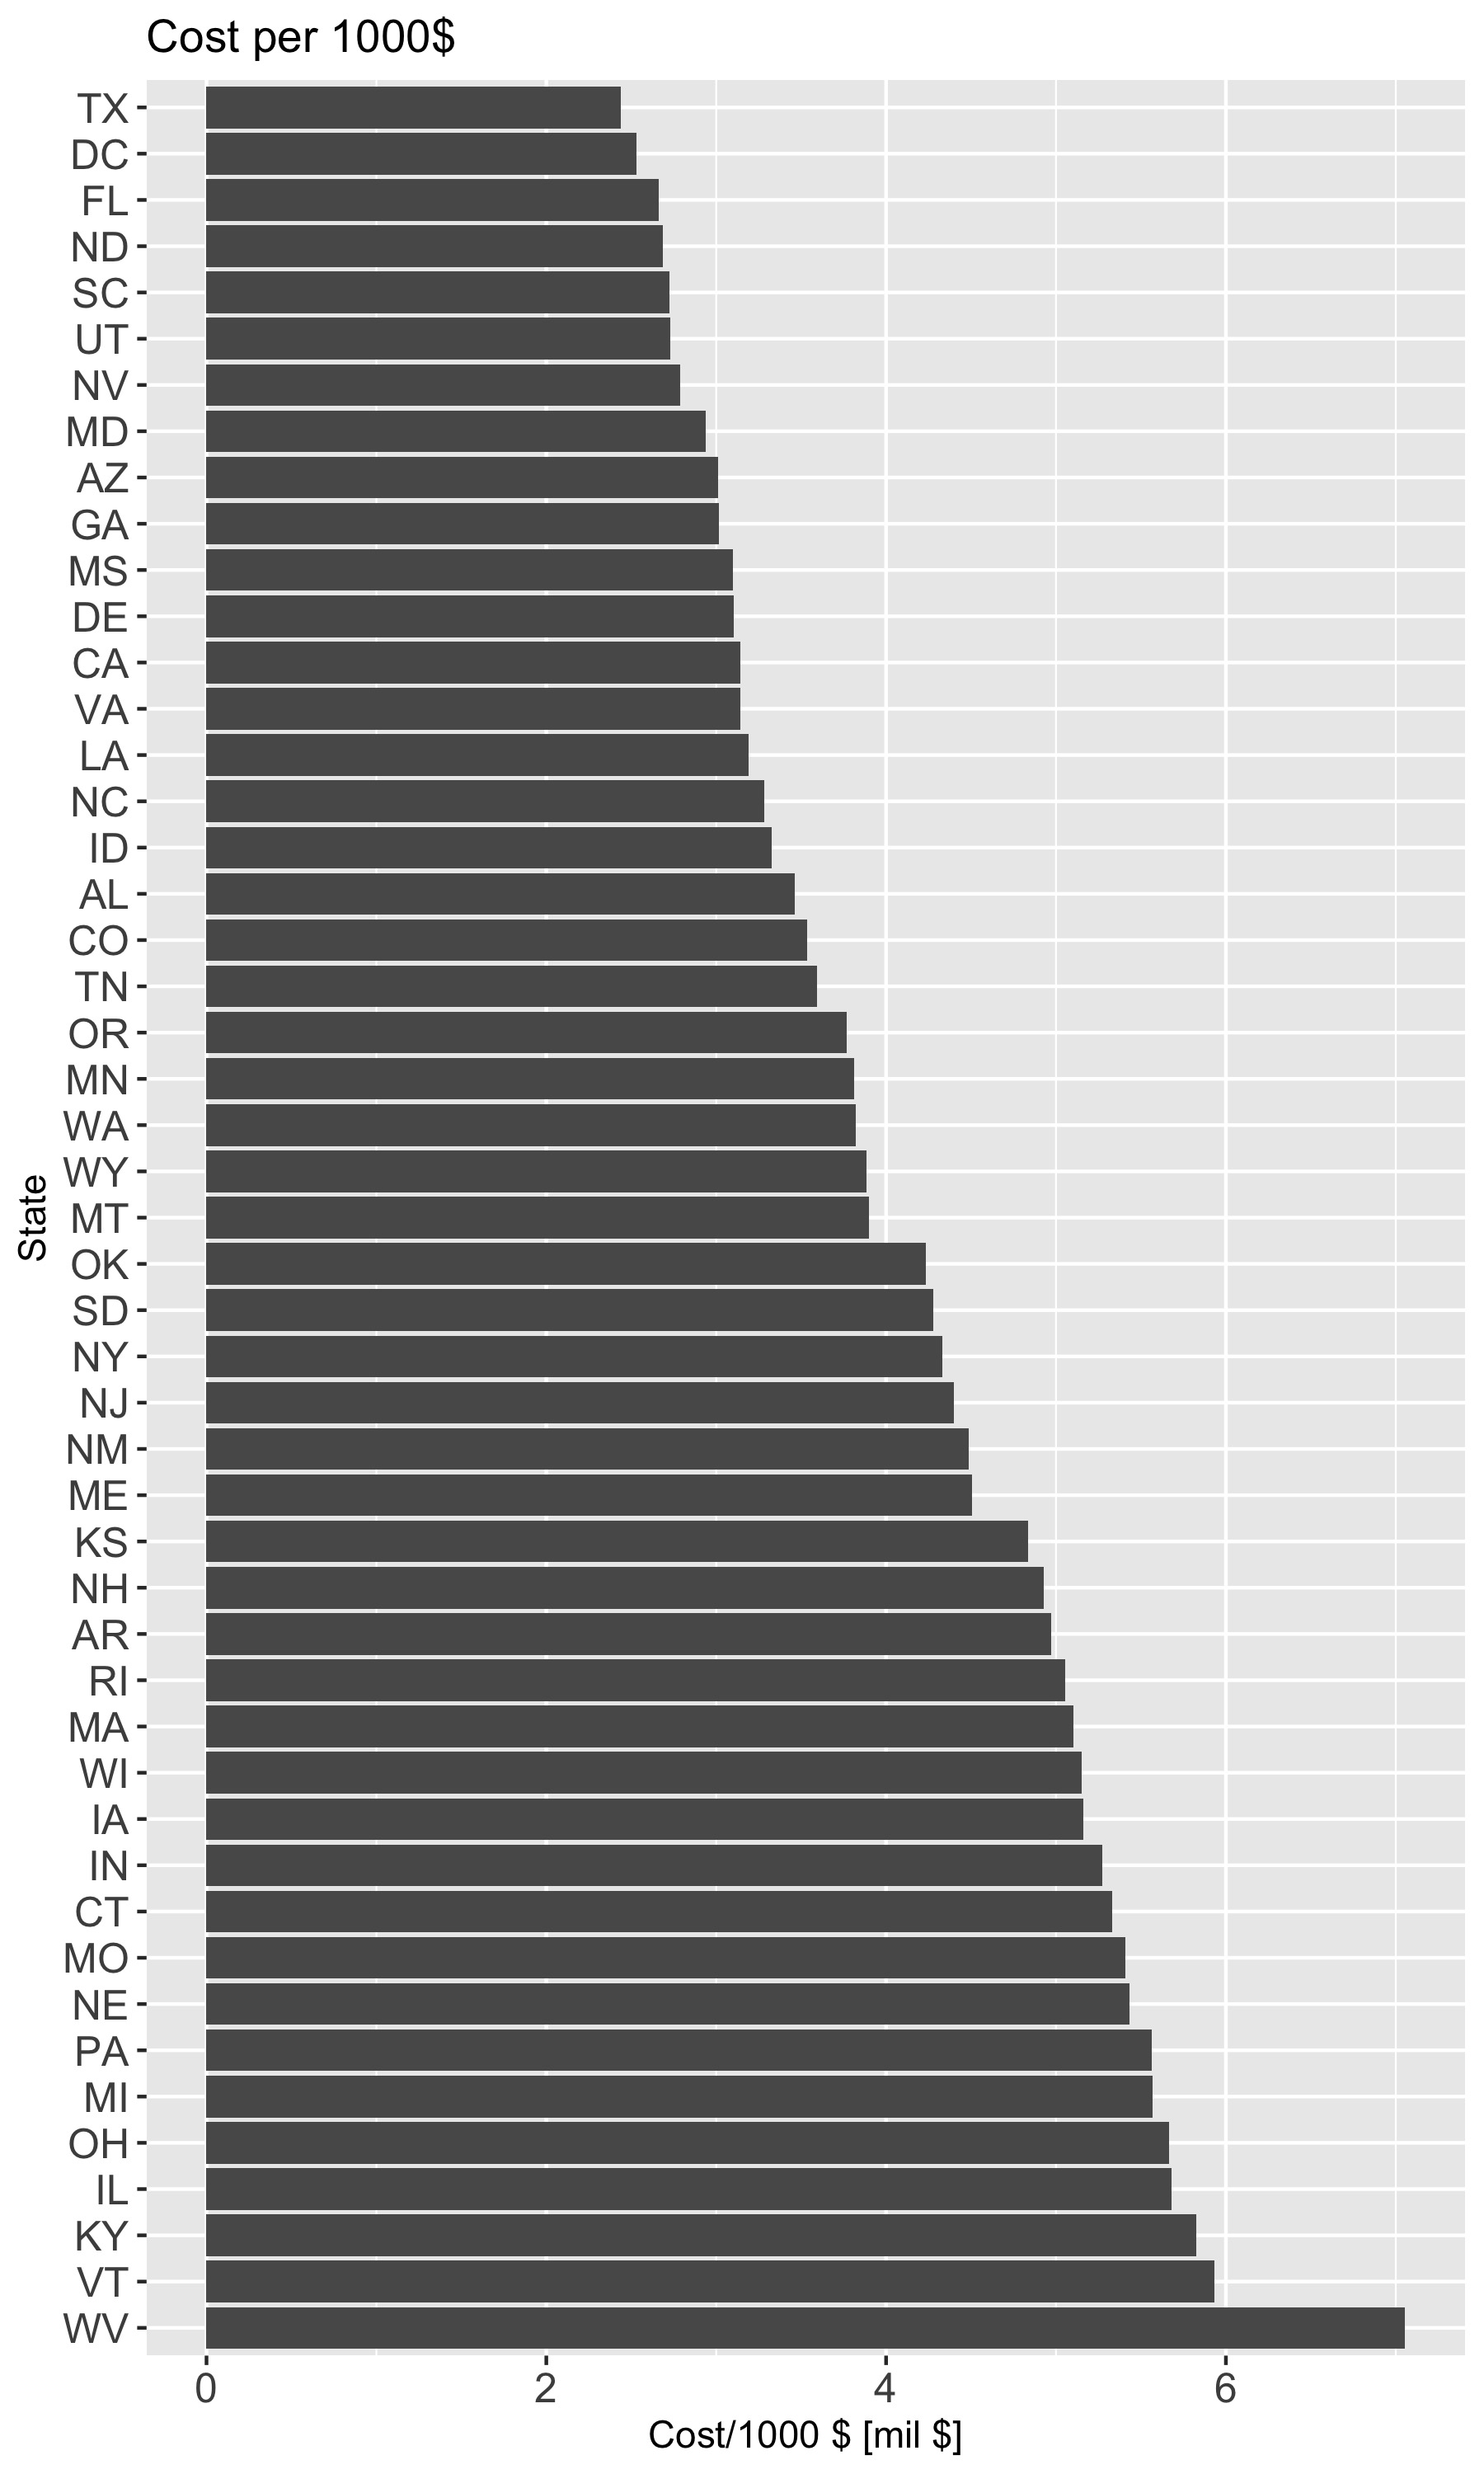 Cost per 1000$
TX
DC
FL
ND
SC
UT
NV
MD
AZ
GA
MS
DE
CA
VA
LA
NC
ID
AL
CO
TN
OR
MN
WA
WY
MT
OK
SD
NY
NJ
NM
ME
KS
NH
AR
RI
MA
WI
IA
IN
CT
MO
NE
PA
MI
OH
IL
KY
VT
WV
State
0 2 4 6
Cost/1000 $ [mil $]